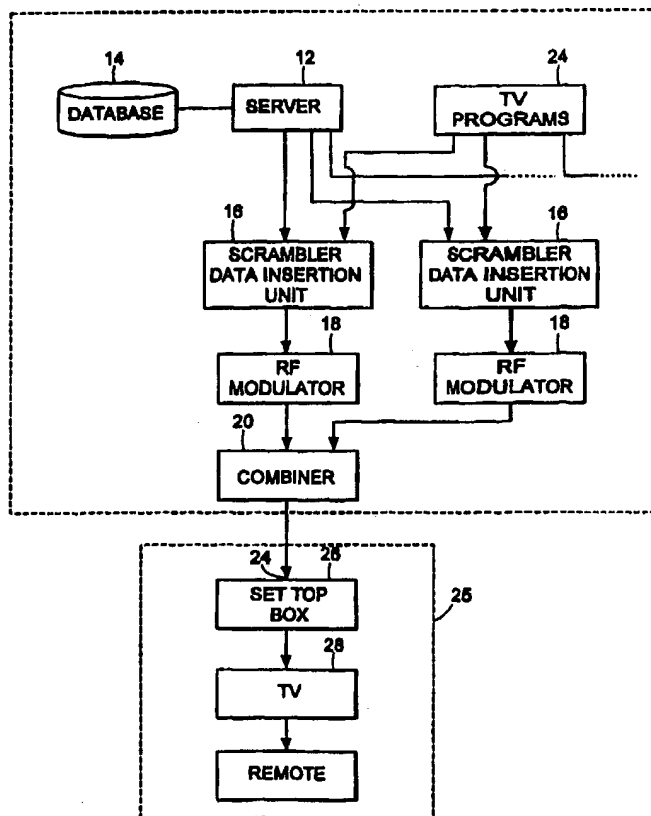 14
12
24
DATABASE
SERVER
TV
PROGRAMS
16
16
SCRAMBLER
DATA INSERTION
UNIT
SCRAMBLER
DATA INSERTION
UNIT
18
18
RF
MODULATOR
RF
MODULATOR
20
COMBINER
24
26
SET TOP
BOX
25
28
TV
REMOTE